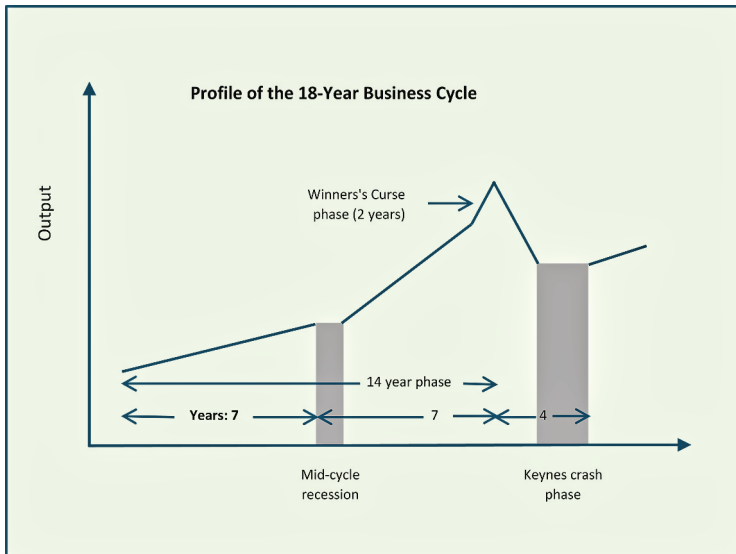 Profile of the 18-Year Business Cycle
Output
Winners's Curse
phase (2 years)
14 year phase
Years: 7
7
4
Mid-cycle
recession
Keynes crash
phase